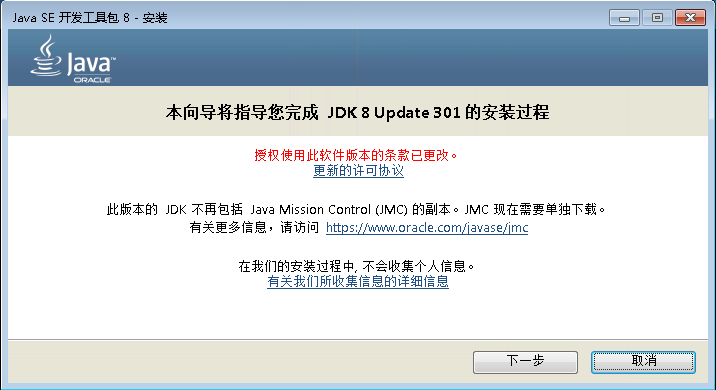 Java SE 开发工具包 8 - 安装
Java™
ORACLE
本向导将指导您完成 JDK 8 Update 301 的安装过程
授权使用此软件版本的条款已更改。
更新的许可协议
此版本的 JDK 不再包括 Java Mission Control (JMC) 的副本。JMC 现在需要单独下载。
有关更多信息，请访问 https://www.oracle.com/javase/jmc
在我们的安装过程中, 不会收集个人信息。
有关我们所收集信息的详细信息
下一步
取消